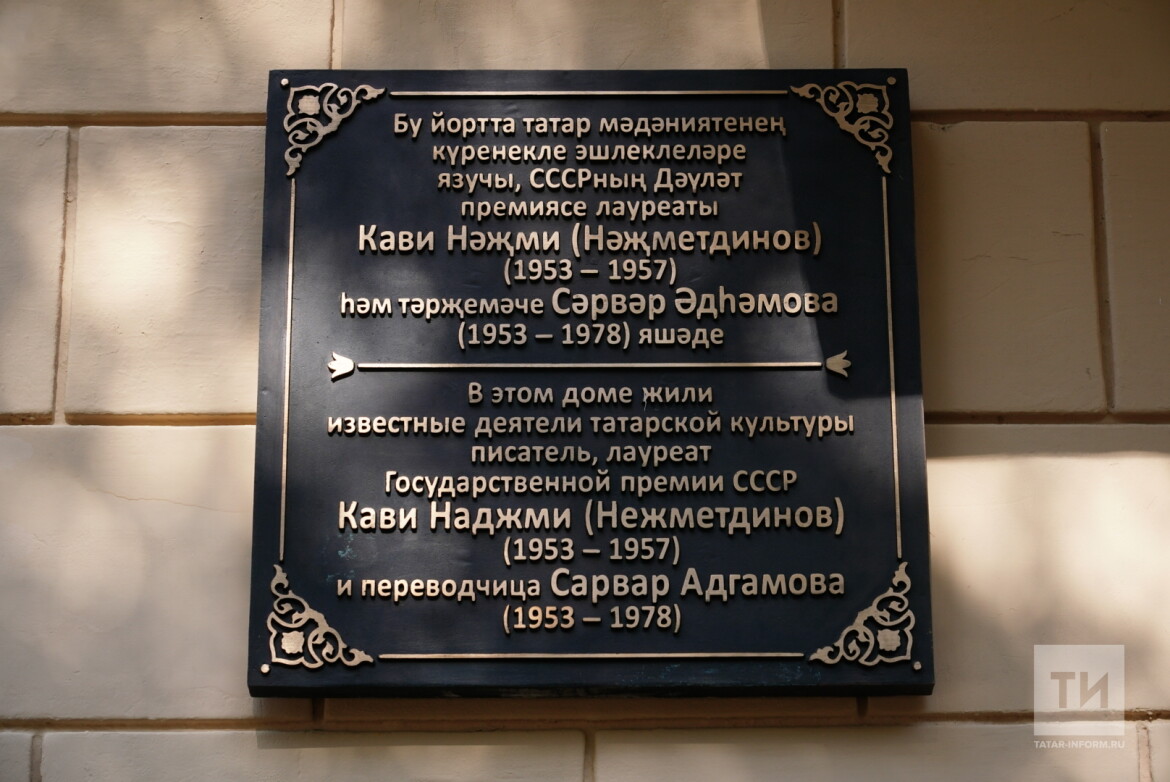 Бу йортта татар мәдәниятенең
күренекле эшлеклеләре
язучы, СССРның Дәүләт
премиясе лауреаты
Кави Нәҗми (Нәҗметдинов)
(1953 – 1957)
һәм тәрҗемәче Сәрвәр Әдһәмова
(1953 – 1978) яшәде
В этом доме жили
известные деятели татарской культуры
писатель, лауреат
Государственной премии СССР
Кави Наджми (Нежметдинов)
(1953 – 1957)
и переводчица Сарвар Адгамова
(1953 – 1978)
ТИ
TATAR-INFORM.RU